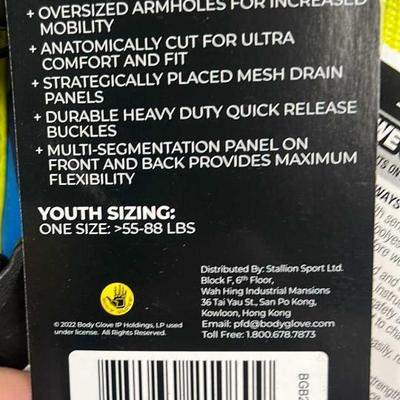 + OVERSIZED ARMHOLES FOR INCREASED
MOBILITY
+ ANATOMICALLY CUT FOR ULTRA
COMFORT AND FIT
+ STRATEGICALLY PLACED MESH DRAIN
PANELS
+ DURABLE HEAVY DUTY QUICK RELEASE
BUCKLES
+ MULTI-SEGMENTATION PANEL ON
FRONT AND BACK PROVIDES MAXIMUM
FLEXIBILITY
YOUTH SIZING:
ONE SIZE: >55-88 LBS
© 2022 Body Glove IP Holdings, LP used
under license. All rights reserved.
Distributed By: Stallion Sport Ltd.
Block F, 6th Floor,
Wah Hing Industrial Mansions
36 Tai Yau St., San Po Kong,
Kowloon, Hong Kong
Email: pfd@bodyglove.com
Toll Free: 1.800.678.7873